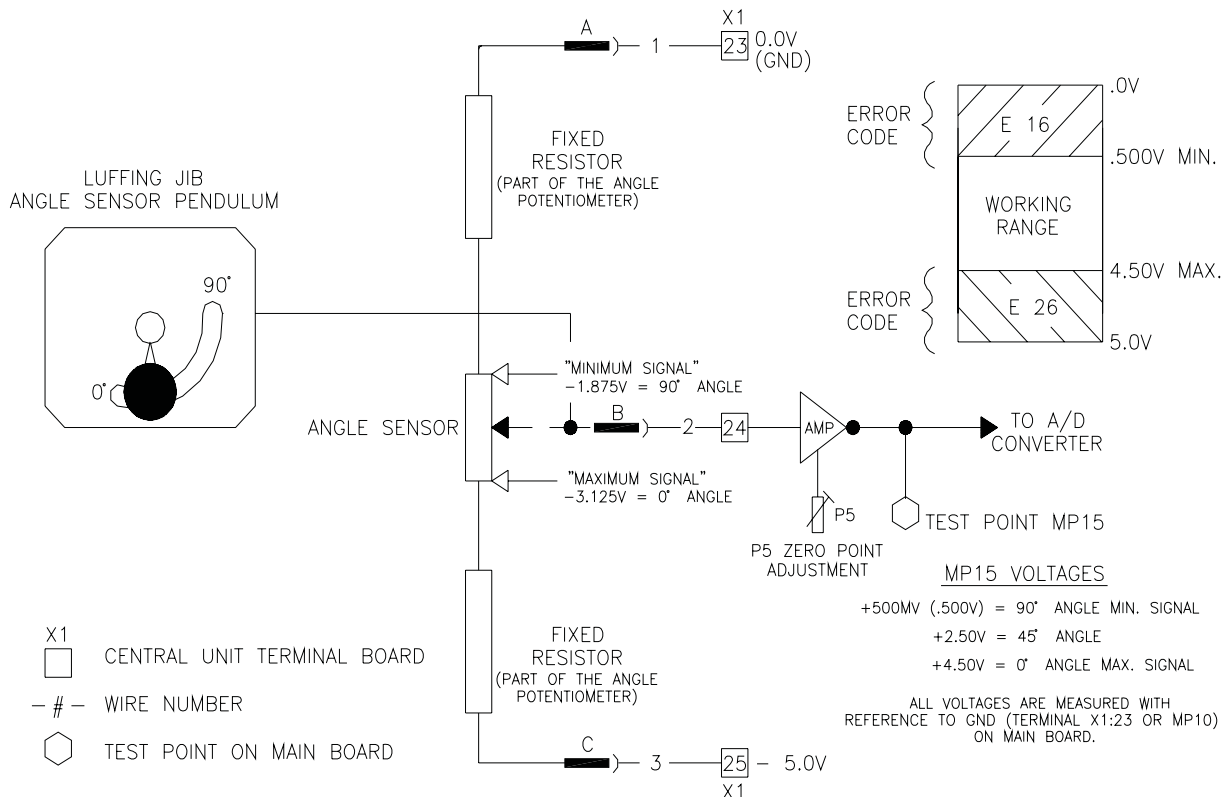 A
1
X1
23
0.0V
(GND)
ERROR
CODE
E 16
.0V
.500V MIN.
WORKING
RANGE
4.50V MAX.
ERROR
CODE
E 26
5.0V
FIXED
RESISTOR
(PART OF THE ANGLE
POTENTIOMETER)
LUFFING JIB
ANGLE SENSOR PENDULUM
90°
0°
"MINIMUM SIGNAL"
-1.875V = 90° ANGLE
ANGLE SENSOR
B
2
24
AMP
TO A/D
CONVERTER
"MAXIMUM SIGNAL"
-3.125V = 0° ANGLE
P5
TEST POINT MP15
P5 ZERO POINT
ADJUSTMENT
MP15 VOLTAGES
+500MV (.500V) = 90° ANGLE MIN. SIGNAL
+2.50V = 45° ANGLE
+4.50V = 0° ANGLE MAX. SIGNAL
ALL VOLTAGES ARE MEASURED WITH
REFERENCE TO GND (TERMINAL X1:23 OR MP10)
ON MAIN BOARD.
FIXED
RESISTOR
(PART OF THE ANGLE
POTENTIOMETER)
X1
CENTRAL UNIT TERMINAL BOARD
-#- WIRE NUMBER
TEST POINT ON MAIN BOARD
C
3
25
- 5.0V
X1